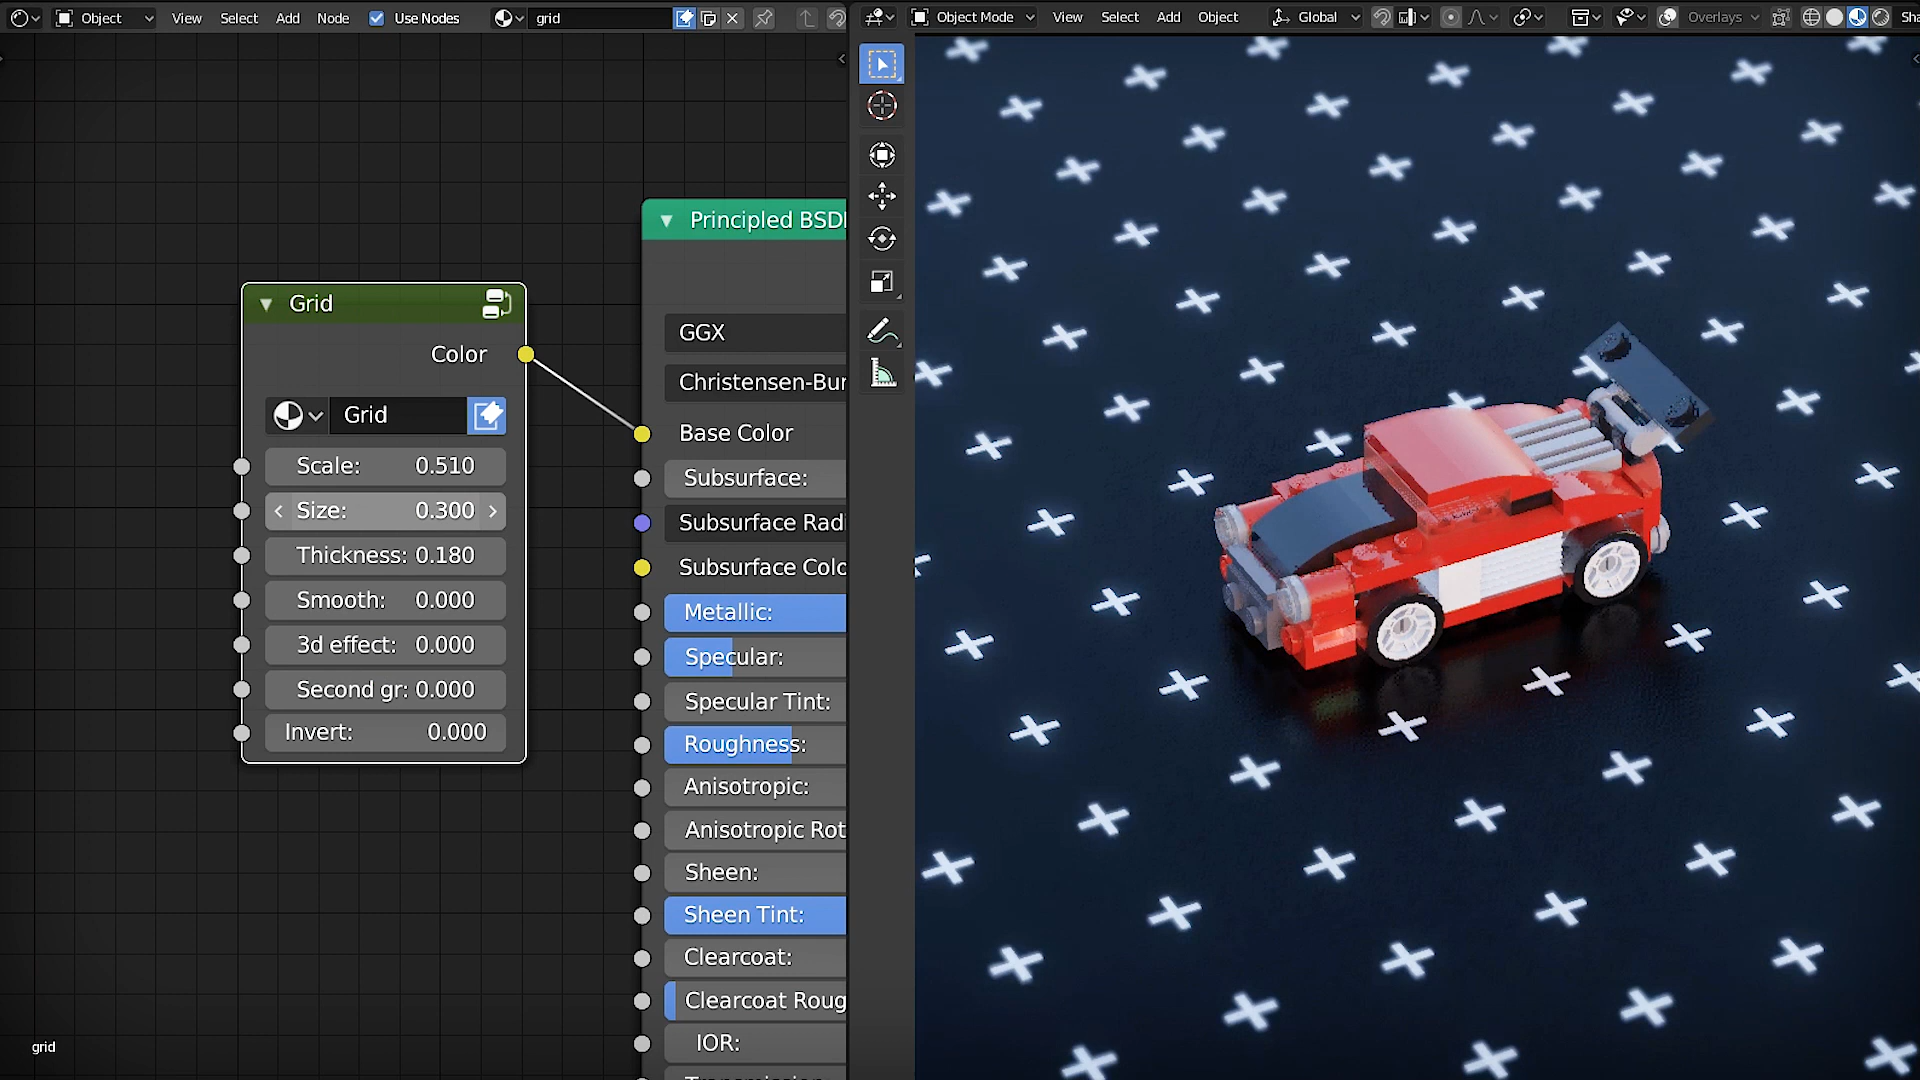 Object View Select Add Node Use Nodes grid
Object Mode View Select Add Object Global Overlays Sha
Principled BSD
Grid
Color
Grid
Scale: 0.510
Size: 0.300
Thickness: 0.180
Smooth: 0.000
3d effect: 0.000
Second gr: 0.000
Invert: 0.000
GGX
Christensen-Bur
Base Color
Subsurface:
Subsurface Radi
Subsurface Colo
Metallic:
Specular:
Specular Tint:
Roughness:
Anisotropic:
Anisotropic Rot
Sheen:
Sheen Tint:
Clearcoat:
Clearcoat Roug
IOR:
grid